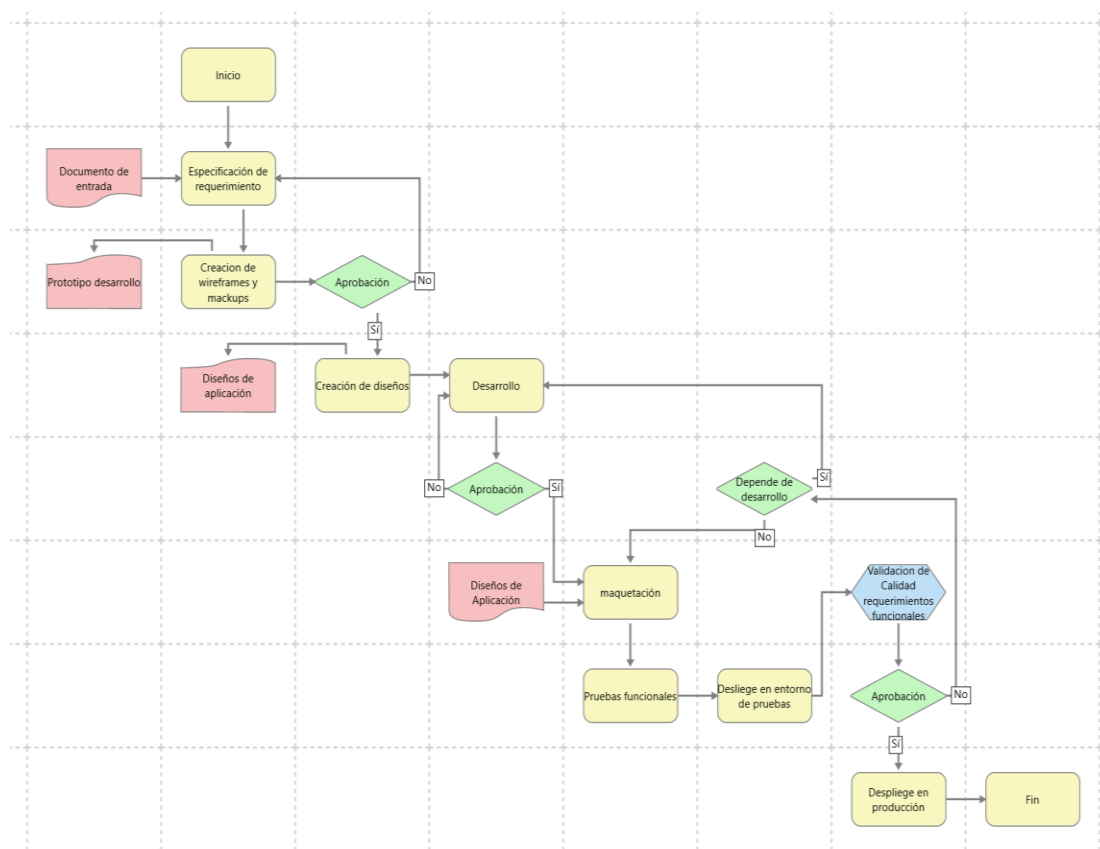 Inicio
Documento de
entrada
Especificación de
requerimiento
Prototipo desarrollo
Creacion de
wireframes y
mackups
Aprobación
No
Sí
Diseños de
aplicación
Creación de diseños
Desarrollo
No
Aprobación
Sí
Depende de
desarrollo
Sí
No
Diseños de
Aplicación
maquetación
Validacion de
Calidad
requerimientos
funcionales
Pruebas funcionales
Desliege en entorno
de pruebas
Aprobación
No
Sí
Despliege en
producción
Fin